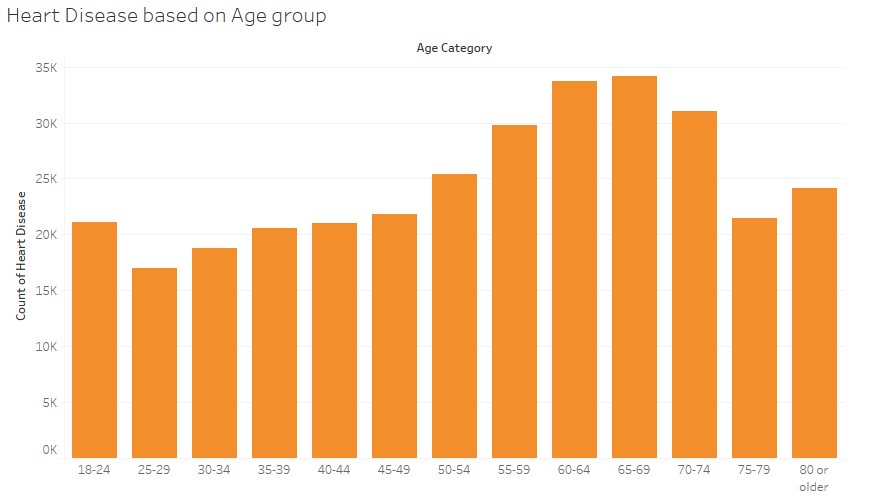 Heart Disease based on Age group
Age Category
Count of Heart Disease
35K
30K
25K
20K
15K
10K
5K
0K
18-24 25-29 30-34 35-39 40-44 45-49 50-54 55-59 60-64 65-69 70-74 75-79 80 or
older